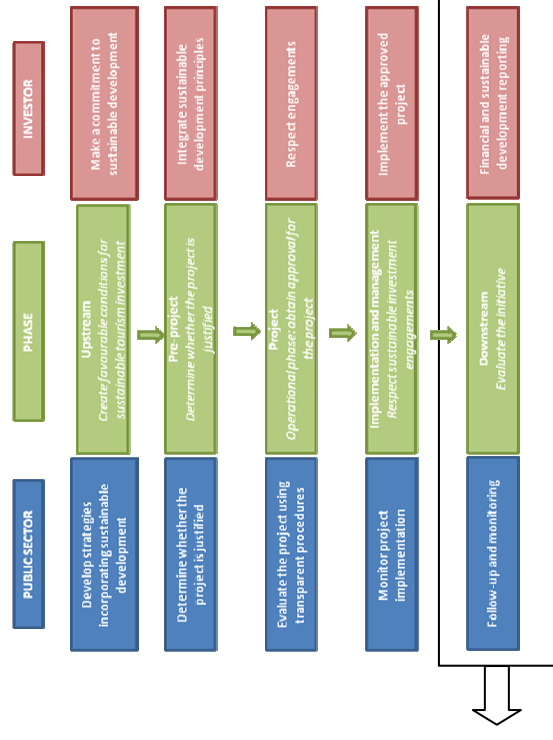 PUBLIC SECTOR
PHASE
INVESTOR
Develop strategies
incorporating sustainable
development
Upstream
Create favourable conditions for
sustainable tourism investment
Make a commitment to
sustainable development
Determine whether the
project is justified
Pre -project
Determine whether the project is
justified
Integrate sustainable
development principles
Evaluate the project using
transparent procedures
Project
Operational phase: obtain approval for
the project
Respect engagements
Monitor project
implementation
Implementation and management
Respect sustainable investment
engagements
Implement the approved
project
Follow-up and monitoring
Downstream
Evaluate the initiative
Financial and sustainable
development reporting